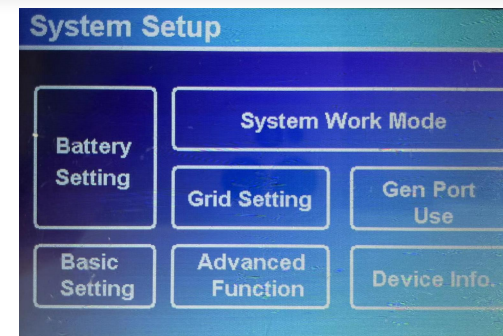 System Setup
System Work Mode
Battery
Setting
Grid Setting
Gen Port
Use
Basic
Setting
Advanced
Function
Device Info.